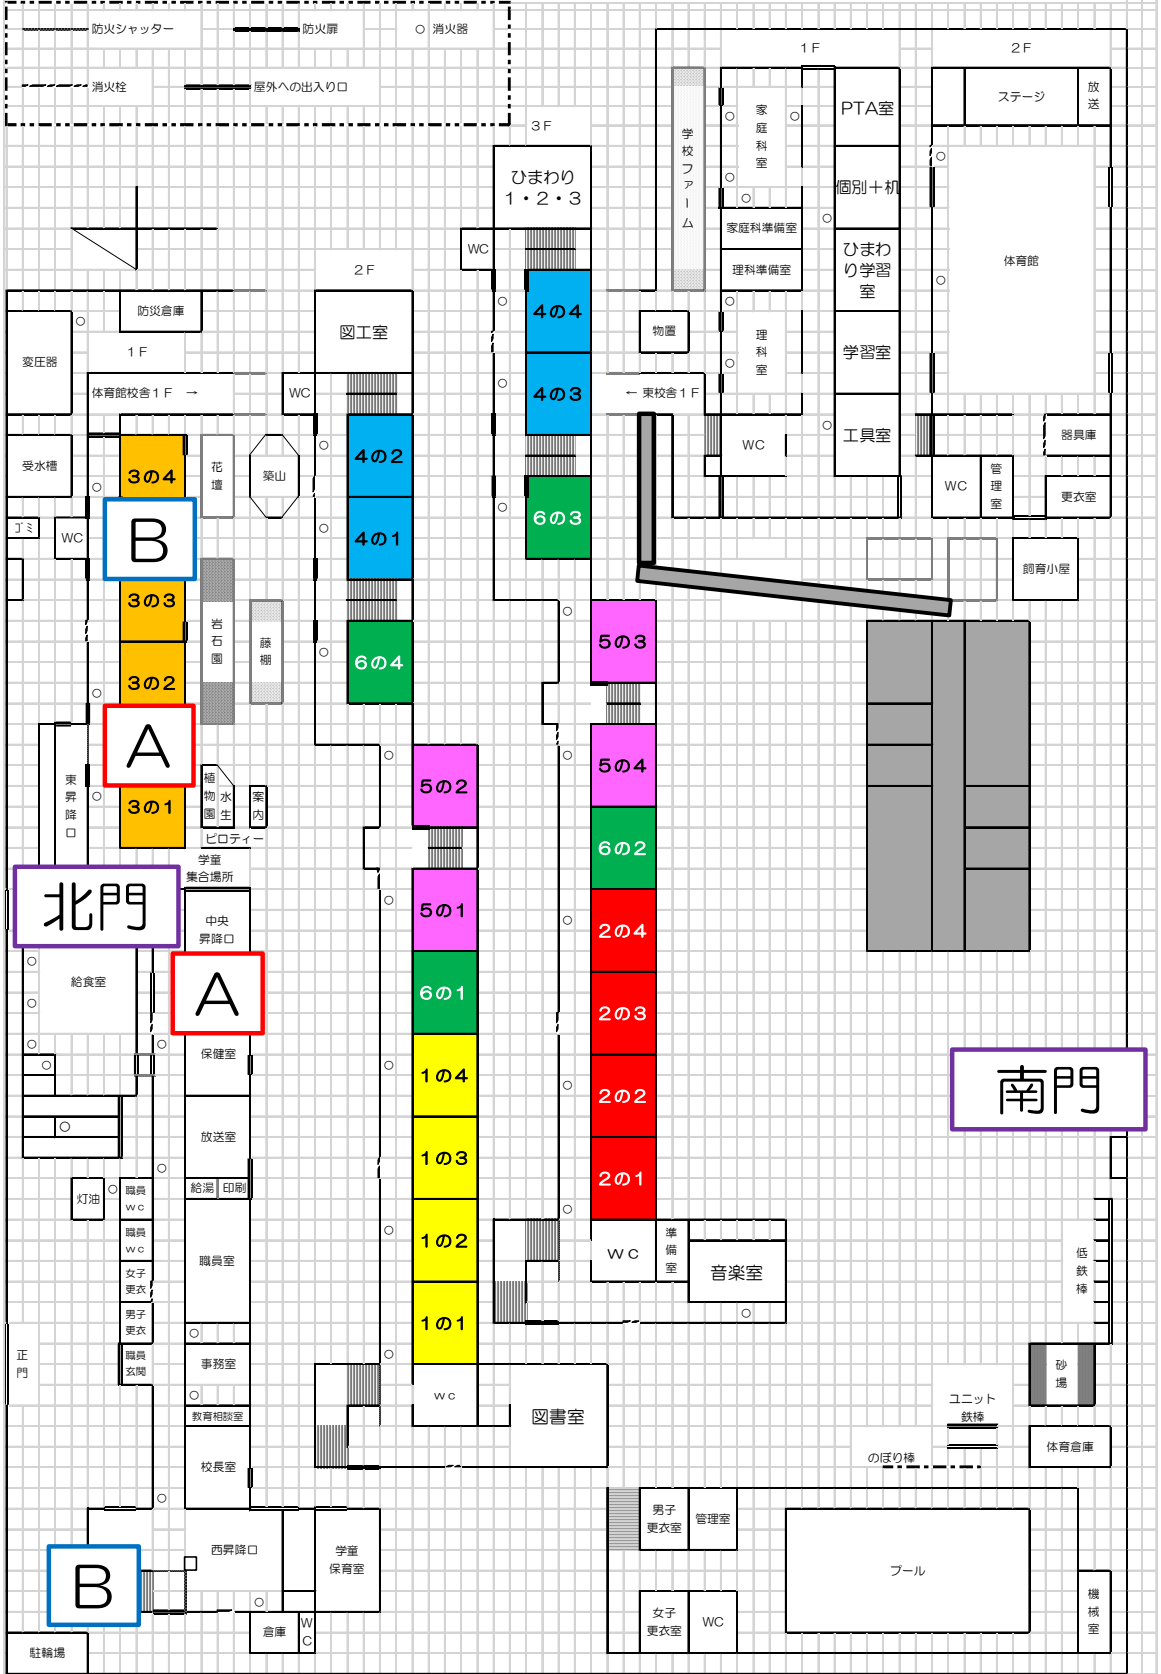 防火シャッター
防火扉
○ 消火器
消火栓
屋外への出入り口
1F
2F
3F
学校ファーム
家庭科室
PTA室
ステージ
放送
個別＋机
家庭科準備室
理科準備室
ひまわり学習室
体育館
理科室
学習室
物置
← 東校舎1F
WC
工具室
器具庫
WC
管理室
更衣室
飼育小屋
ひまわり
1・2・3
WC
4の4
4の3
6の3
5の3
5の4
6の2
2の4
2の3
2の2
2の1
WC
準備室
音楽室
2F
図工室
WC
4の2
4の1
6の4
5の2
5の1
6の1
1の4
1の3
1の2
1の1
wc
図書室
防災倉庫
変圧器
1F
体育館校舎1F →
受水槽
ゴミ
WC
3の4
B
3の3
3の2
A
3の1
花壇
築山
岩石園
藤棚
東昇降口
植物園
水生
案内
ピロティー
学童
集合場所
北門
中央
昇降口
A
給食室
保健室
放送室
給湯
印刷
灯油
職員
WC
職員
WC
女子
更衣
男子
更衣
職員
玄関
職員室
事務室
教育相談室
校長室
正門
西昇降口
学童
保育室
B
倉庫
WC
駐輪場
南門
低鉄棒
砂場
ユニット
鉄棒
のぼり棒
体育倉庫
男子
更衣室
管理室
プール
女子
更衣室
WC
機械室